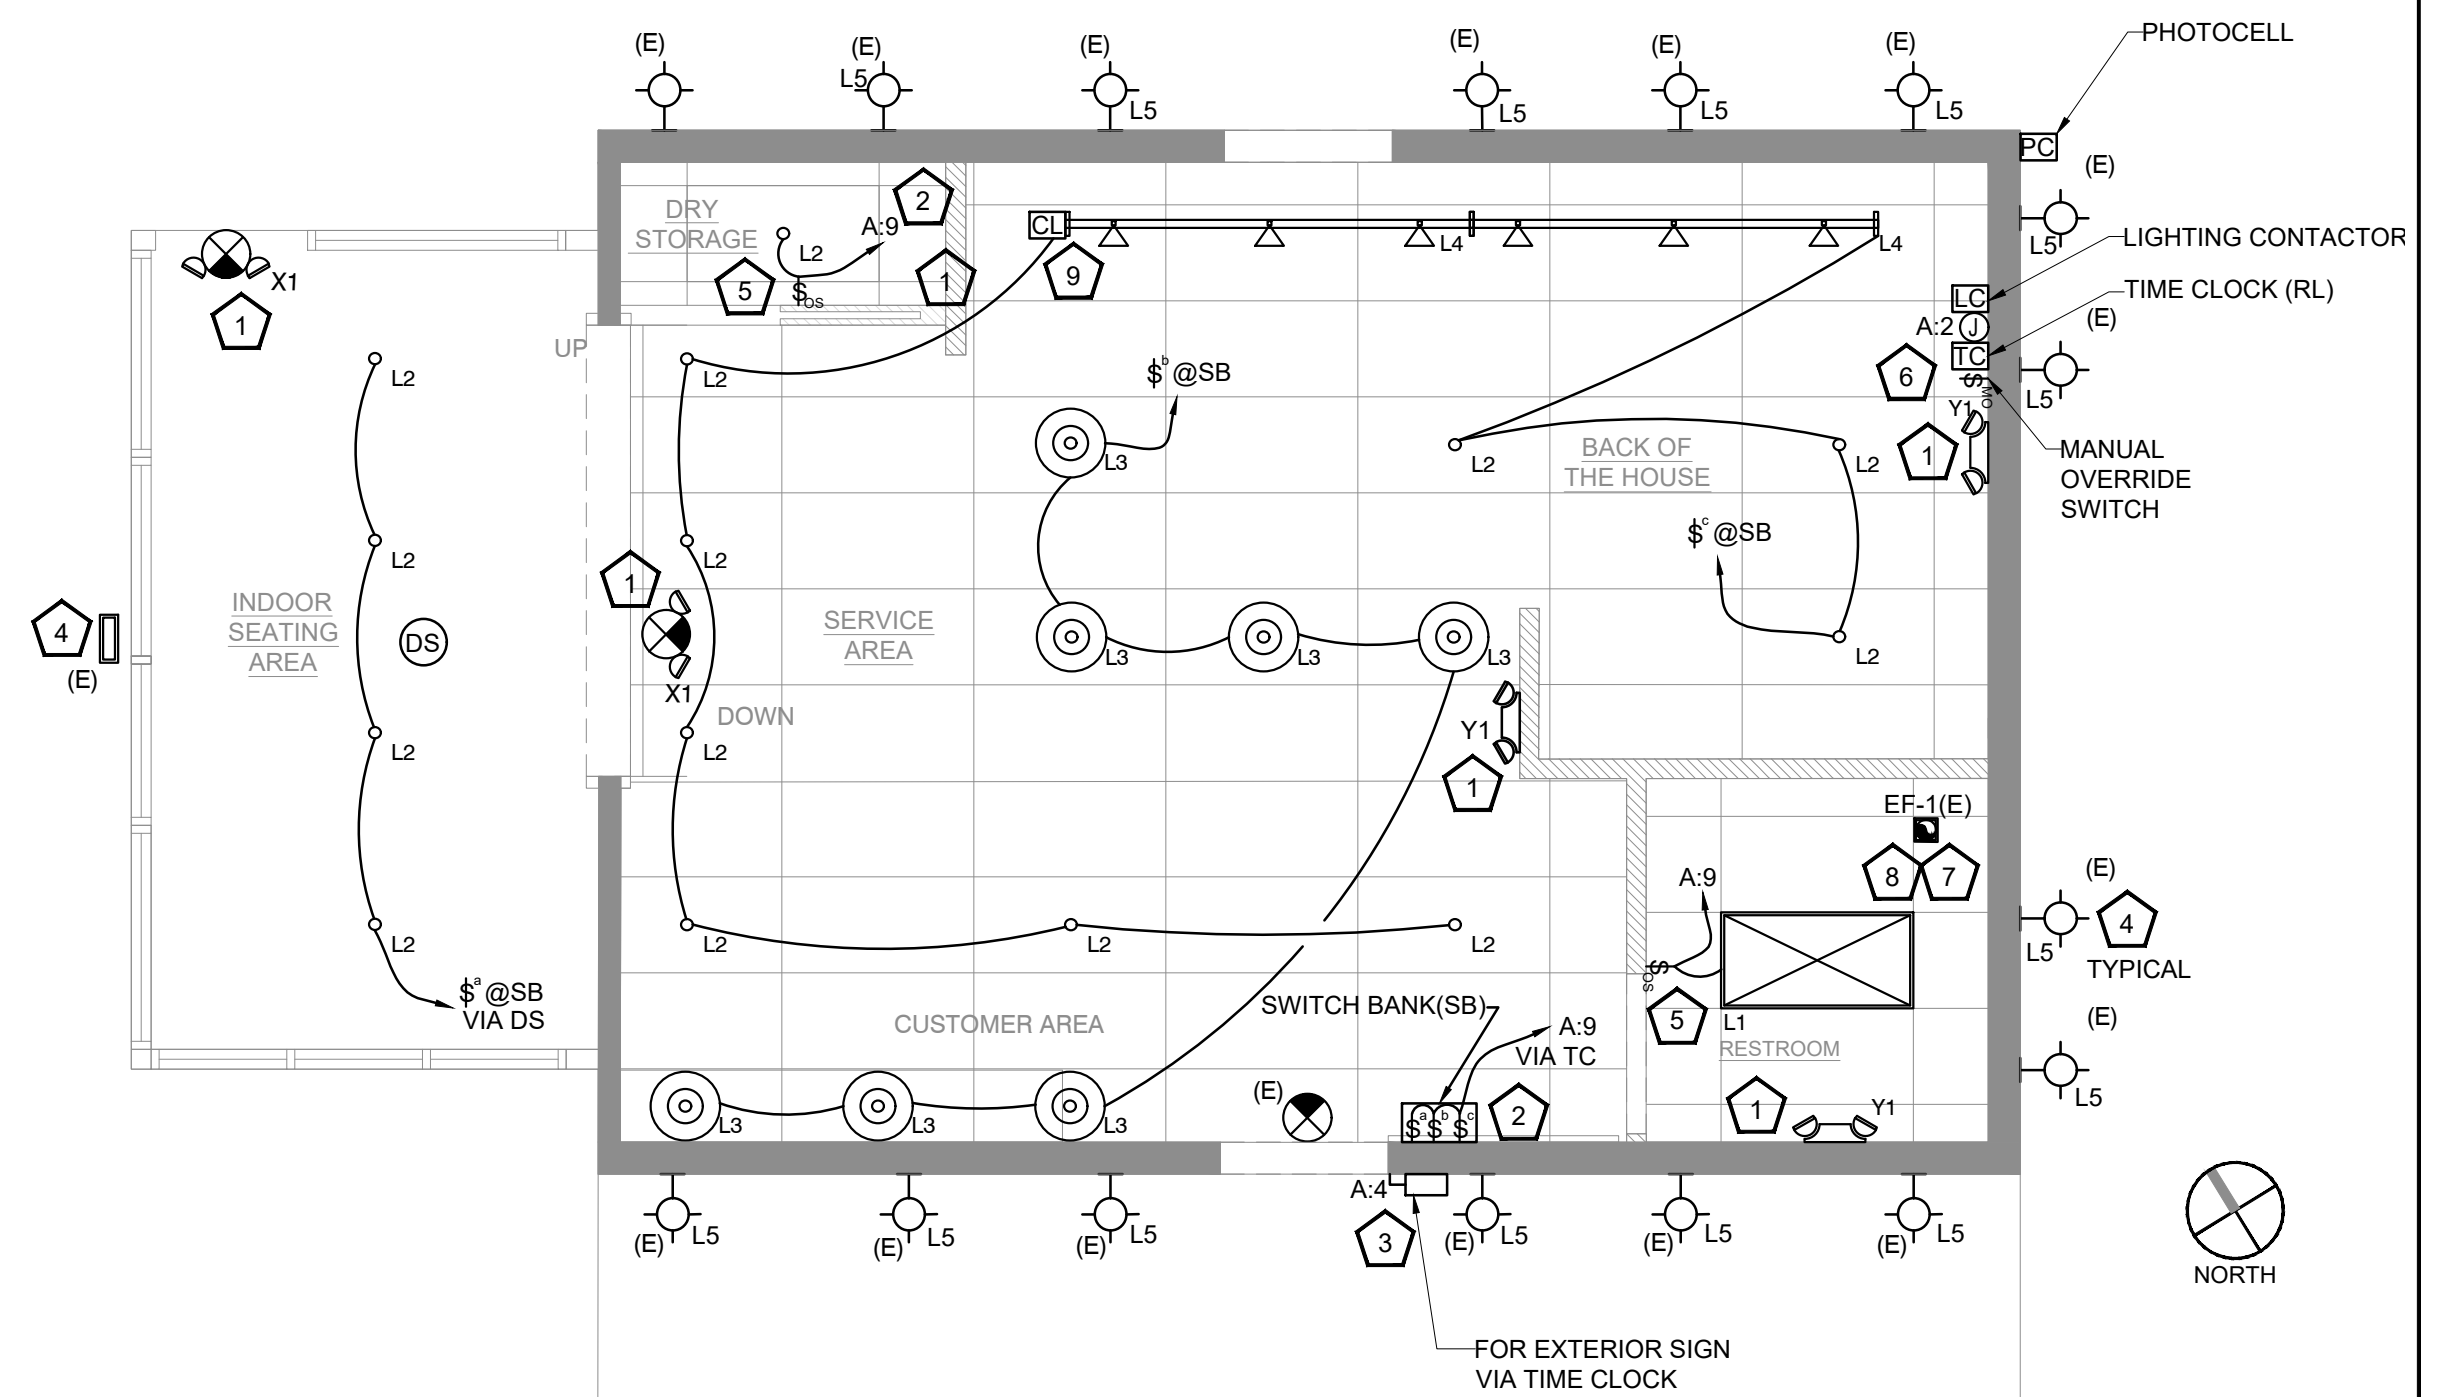 (E)
(E)
L5
(E)
L5
(E)
L5
(E)
L5
(E)
L5
PHOTOCELL
PC
(E)
L5
LIGHTING CONTACTOR
TIME CLOCK (RL)
(E)
L5
LC
A:2 J
TC
6
$MO
Y1
1
MANUAL
OVERRIDE
SWITCH
DRY
STORAGE
2
A:9
L2
5
$OS
1
CL
9
L4
L4
X1
1
UP
L2
L2
L2
L2
INDOOR
SEATING
AREA
DS
4
(E)
$a @SB
VIA DS
L2
L2
L2
L2
1
X1
DOWN
SERVICE
AREA
$b @SB
L3
L3
L3
L3
L2
BACK OF
THE HOUSE
L2
$c @SB
L2
Y1
1
L2
L2
EF-1(E)
8
7
A:9
$OS
5
L1
RESTROOM
1
Y1
(E)
4
L5
TYPICAL
(E)
L5
CUSTOMER AREA
SWITCH BANK(SB)
A:9
VIA TC
L3
L3
L3
(E)
$a $b $c
2
A:4
3
(E)
L5
(E)
L5
(E)
L5
(E)
L5
(E)
L5
(E)
L5
NORTH
FOR EXTERIOR SIGN
VIA TIME CLOCK